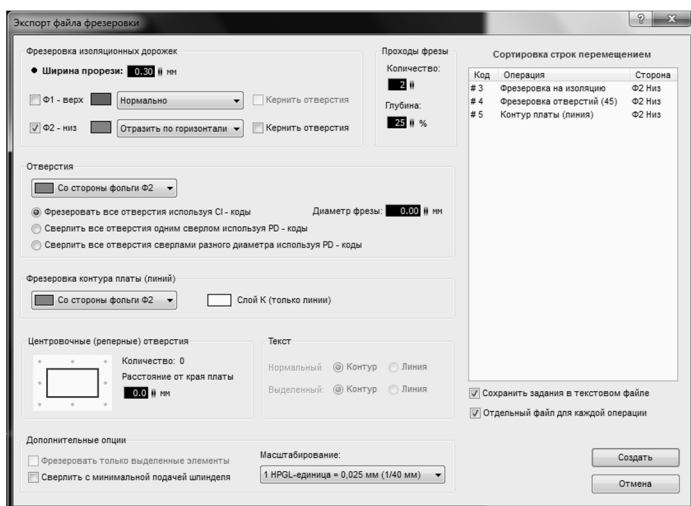 Экспорт файла фрезеровки
Фрезеровка изоляционных дорожек
Ширина прорези: 0.30 мм
Ф1 - верх Нормально Кернить отверстия
Ф2 - низ Отразить по горизонтали Кернить отверстия
Проходы фрезы
Количество:
2
Глубина:
25 %
Отверстия
Со стороны фольги Ф2
Фрезеровать все отверстия используя CI - коды
Диаметр фрезы: 0.00 мм
Сверлить все отверстия одним сверлом используя PD - коды
Сверлить все отверстия сверлами разного диаметра используя PD - коды
Фрезеровка контура платы (линий)
Со стороны фольги Ф2 Слой К (только линии)
Центровочные (реперные) отверстия
Количество: 0
Расстояние от края платы
0.0 мм
Текст
Нормальный Контур Линия
Выделенный: Контур Линия
Дополнительные опции
Фрезеровать только выделенные элементы
Сверлить с минимальной подачей шпинделя
Масштабирование:
1 HPGL-единица = 0,025 мм (1/40 мм)
Сортировка строк перемещением
Код Операция Сторона
# 3 Фрезеровка на изоляцию Ф2 Низ
# 4 Фрезеровка отверстий (45) Ф2 Низ
# 5 Контур платы (линия) Ф2 Низ
Сохранить задания в текстовом файле
Отдельный файл для каждой операции
Создать
Отмена